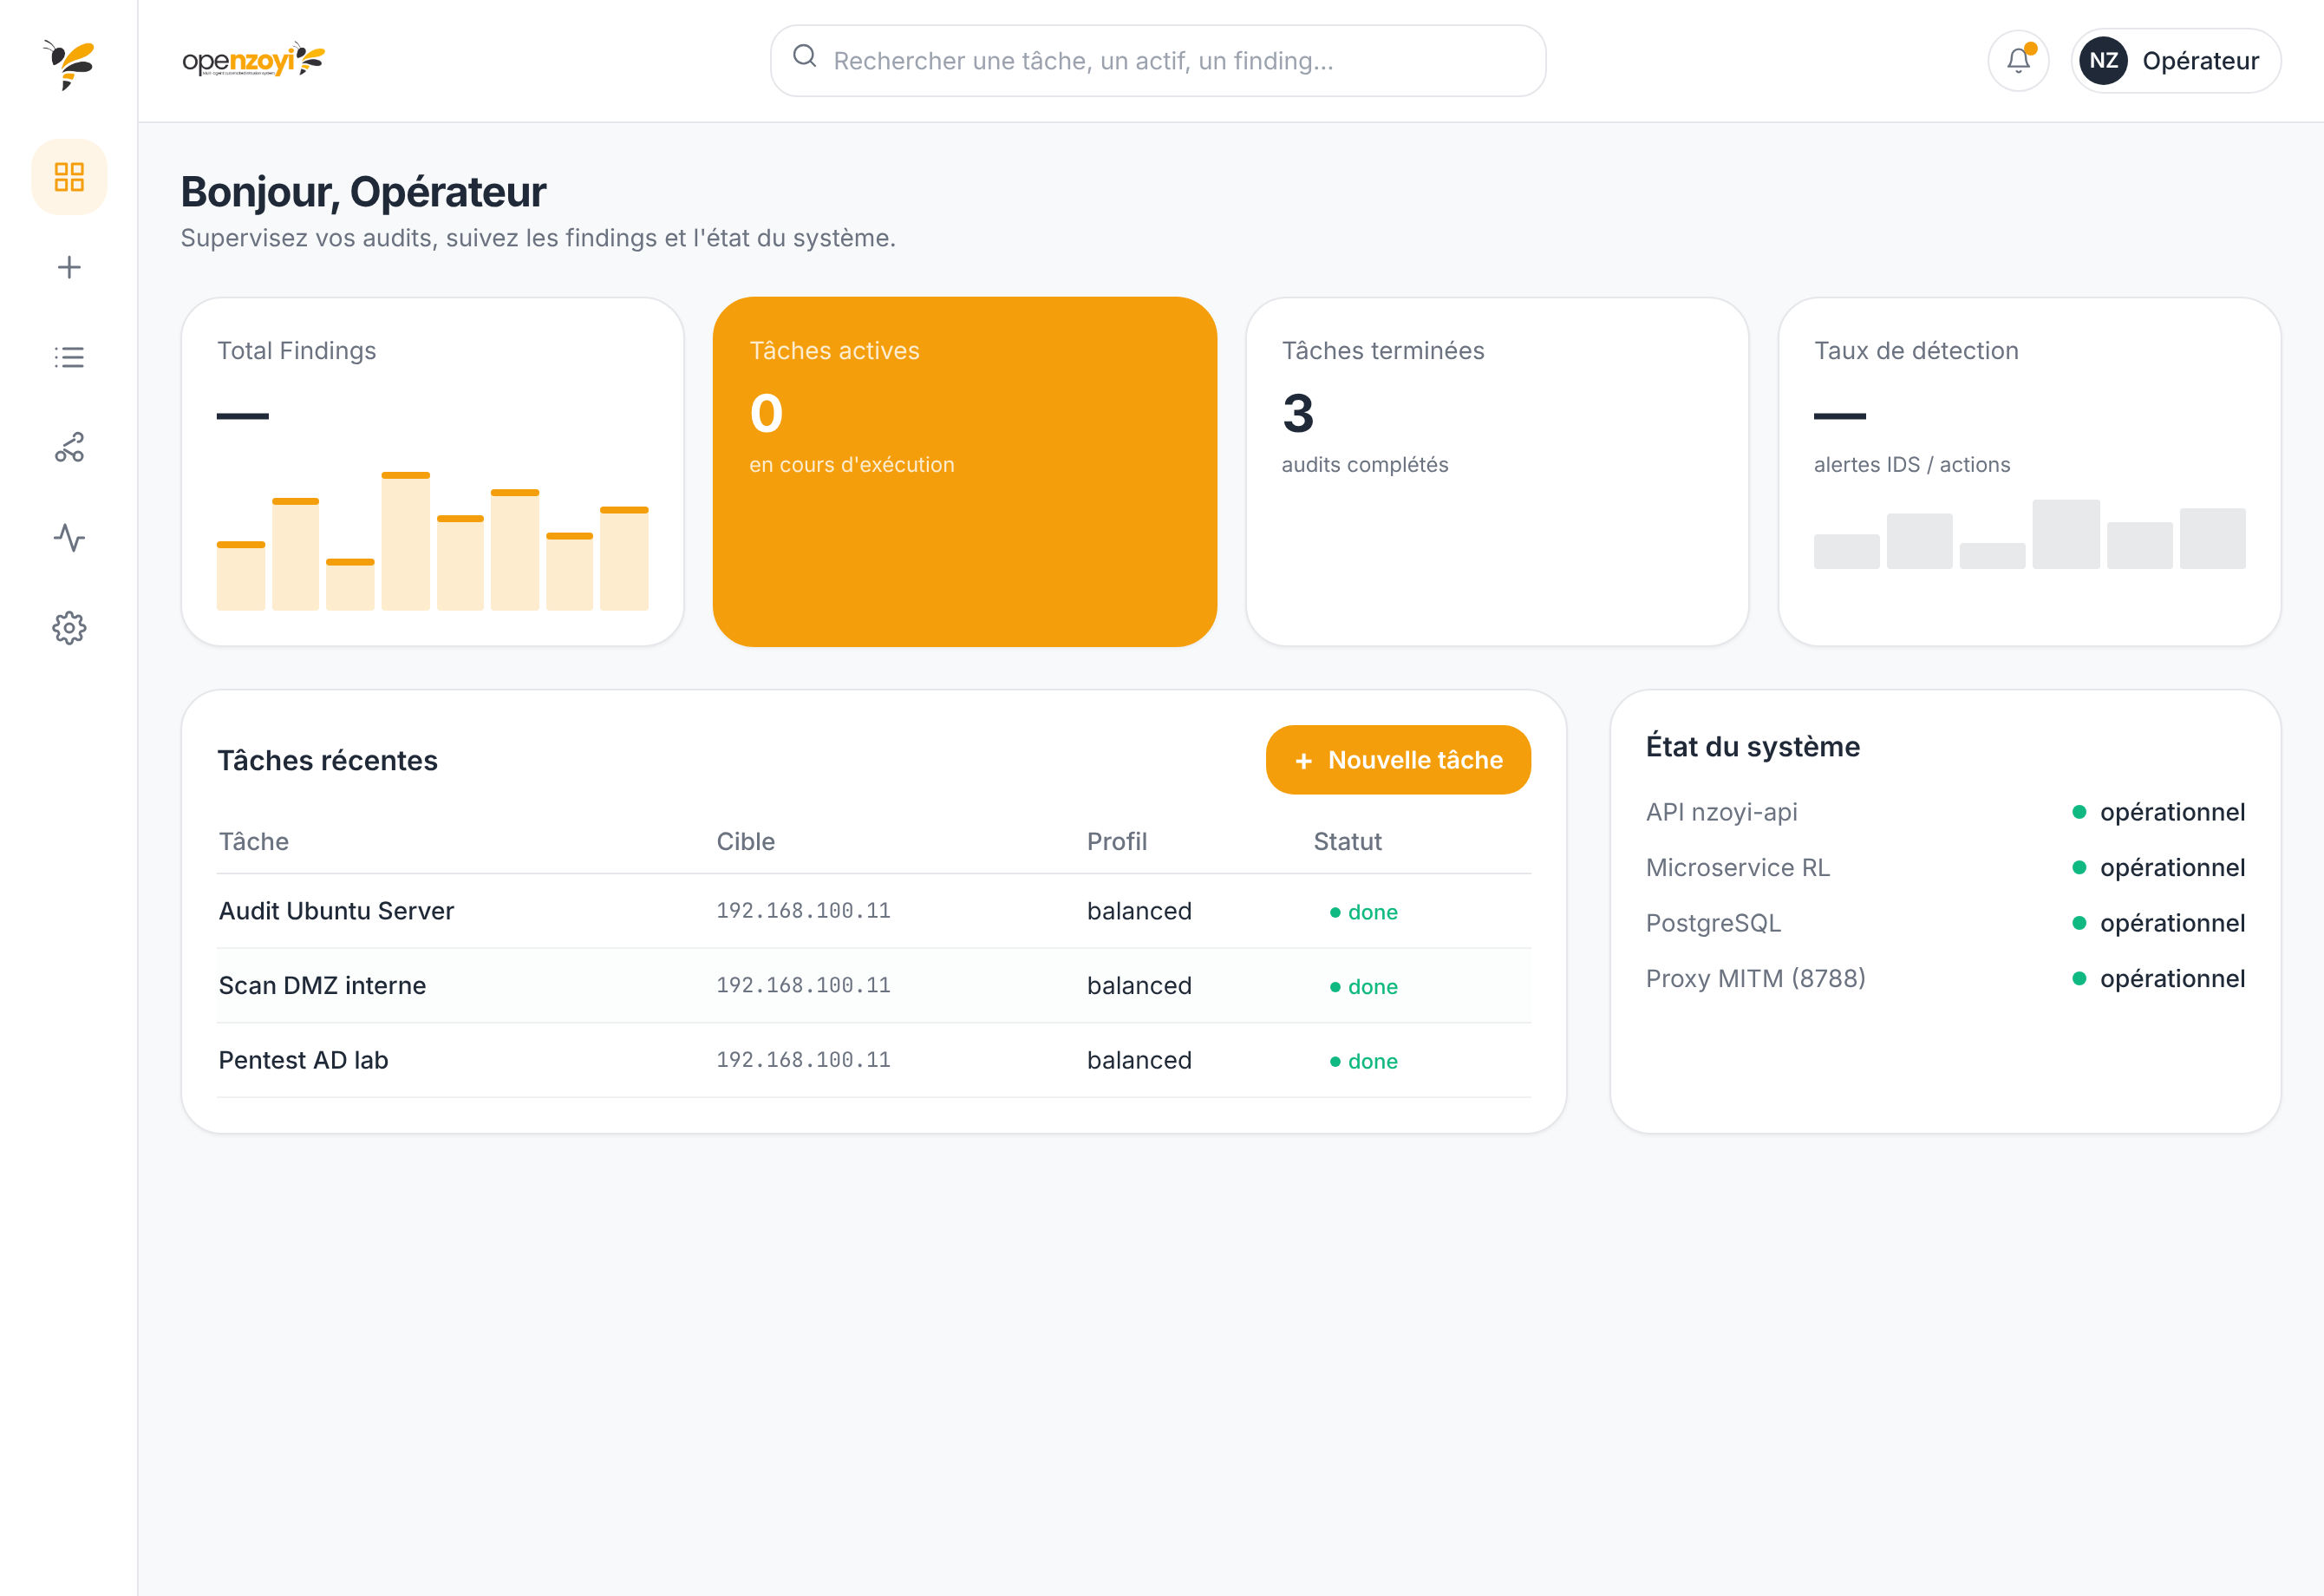 openzoyi
Rechercher une tâche, un actif, un finding...
NZ
Opérateur
Bonjour, Opérateur
Supervisez vos audits, suivez les findings et l'état du système.
Total Findings
—
Tâches actives
0
en cours d'exécution
Tâches terminées
3
audits complétés
Taux de détection
—
alertes IDS / actions
Tâches récentes
+ Nouvelle tâche
Tâche Cible Profil Statut
Audit Ubuntu Server 192.168.100.11 balanced done
Scan DMZ interne 192.168.100.11 balanced done
Pentest AD lab 192.168.100.11 balanced done
État du système
API nzoyi-api opérationnel
Microservice RL opérationnel
PostgreSQL opérationnel
Proxy MITM (8788) opérationnel